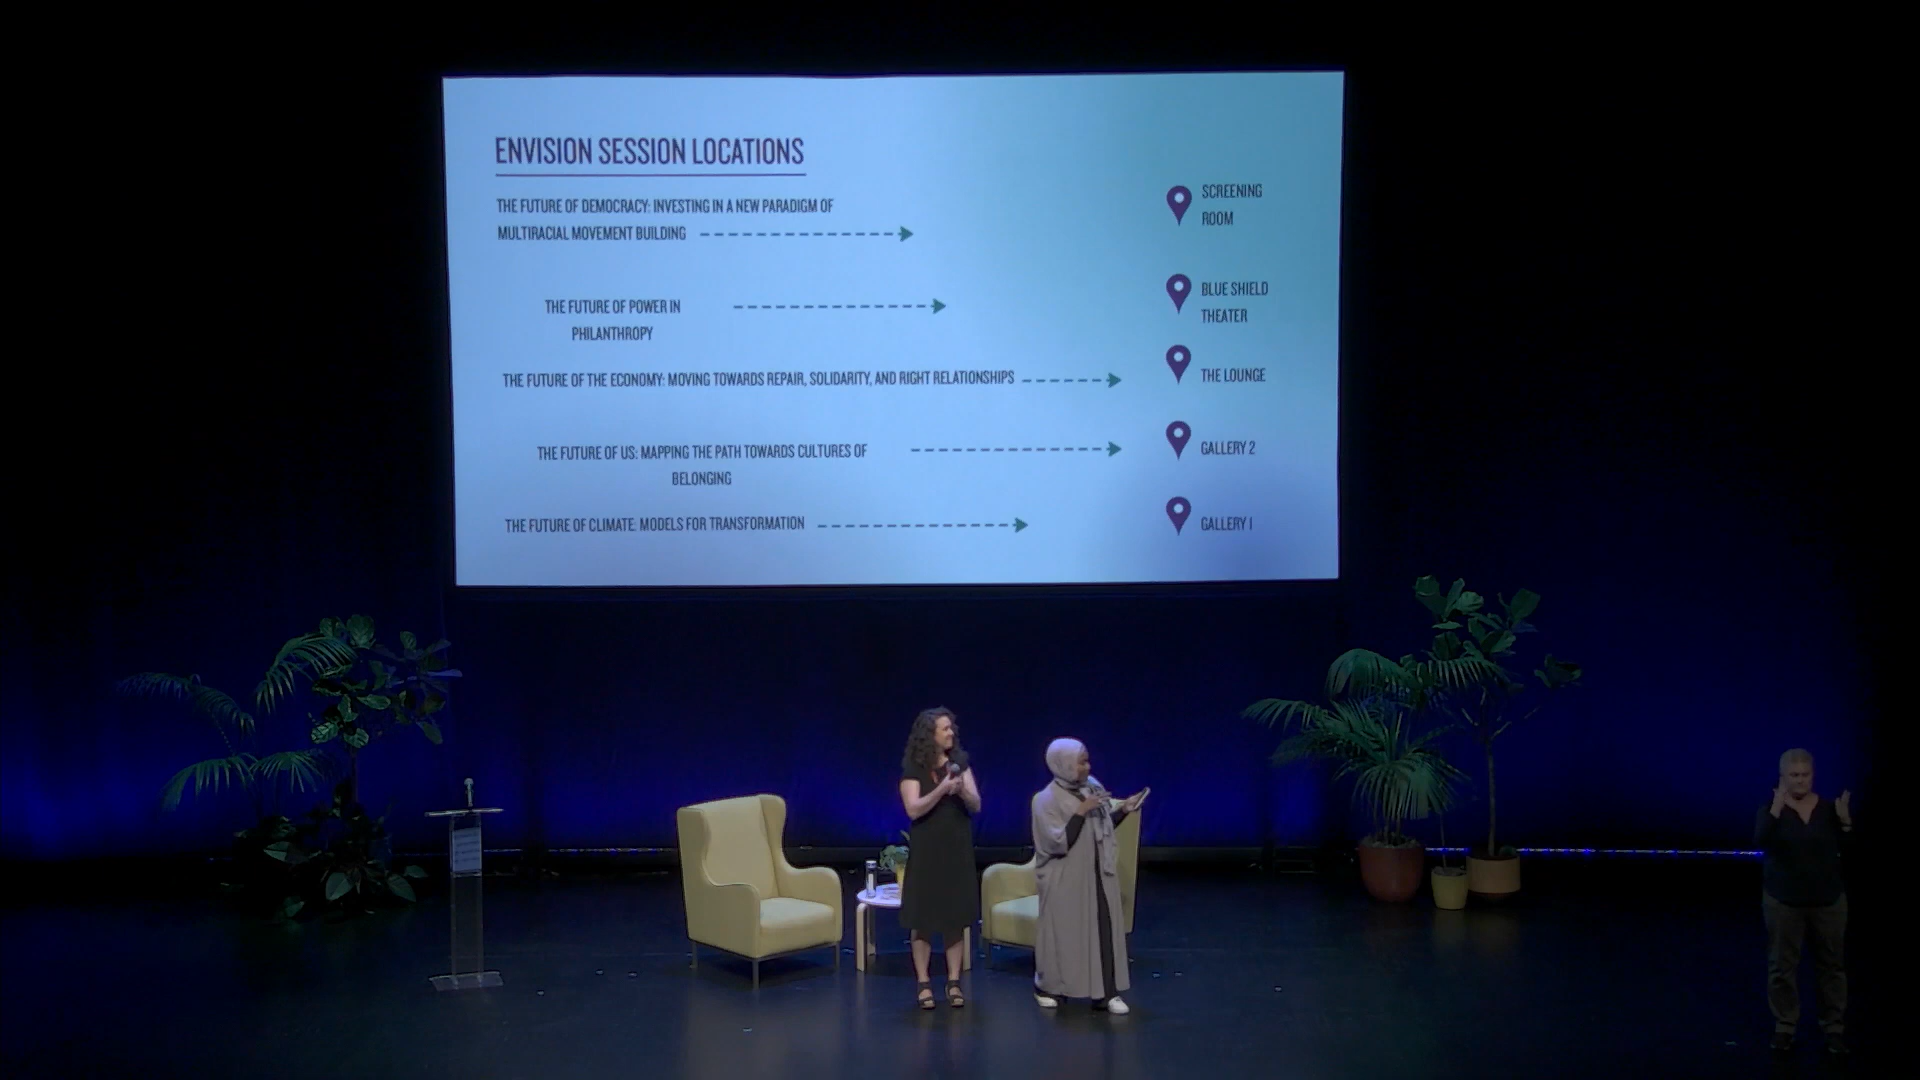 ENVISION SESSION LOCATIONS
THE FUTURE OF DEMOCRACY: INVESTING IN A NEW PARADIGM OF
MULTIRACIAL MOVEMENT BUILDING
SCREENING
ROOM
THE FUTURE OF POWER IN
PHILANTHROPY
BLUE SHIELD
THEATER
THE FUTURE OF THE ECONOMY: MOVING TOWARDS REPAIR, SOLIDARITY, AND RIGHT RELATIONSHIPS
THE LOUNGE
THE FUTURE OF US: MAPPING THE PATH TOWARDS CULTURES OF
BELONGING
GALLERY 2
THE FUTURE OF CLIMATE: MODELS FOR TRANSFORMATION
GALLERY 1